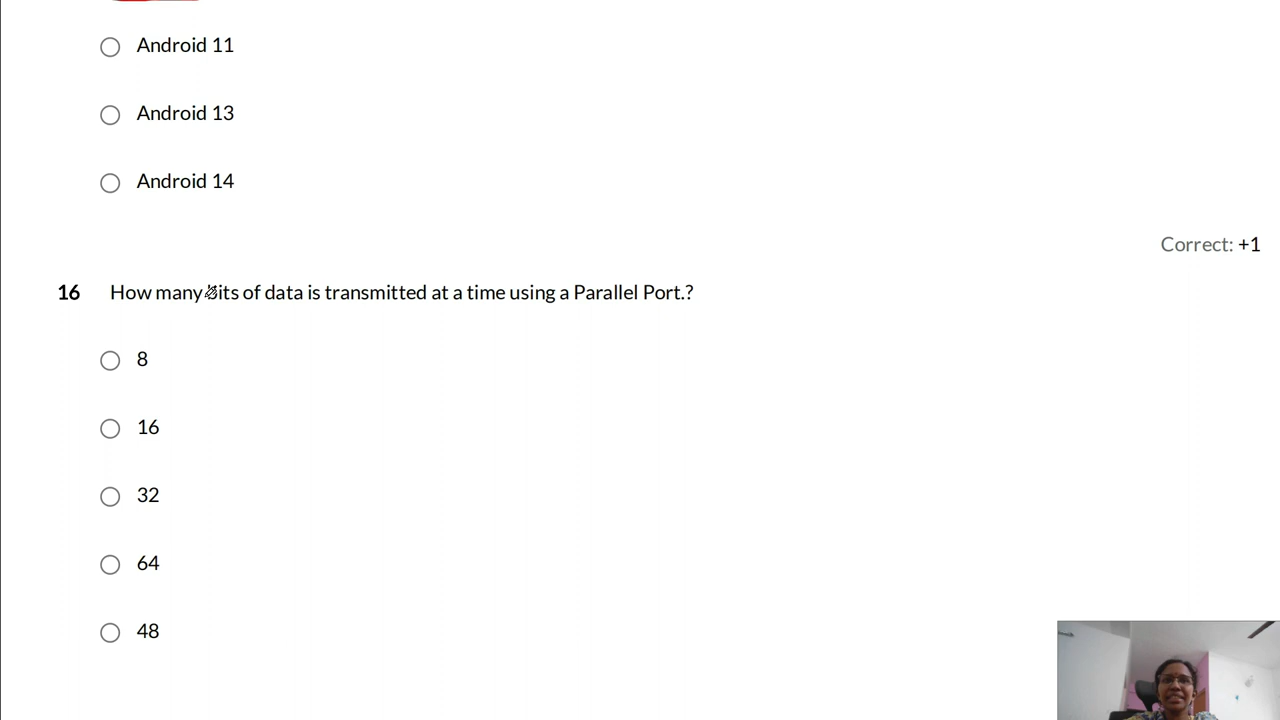 Android 11
Android 13
Android 14
Correct: +1
16 How many bits of data is transmitted at a time using a Parallel Port.?
8
16
32
64
48